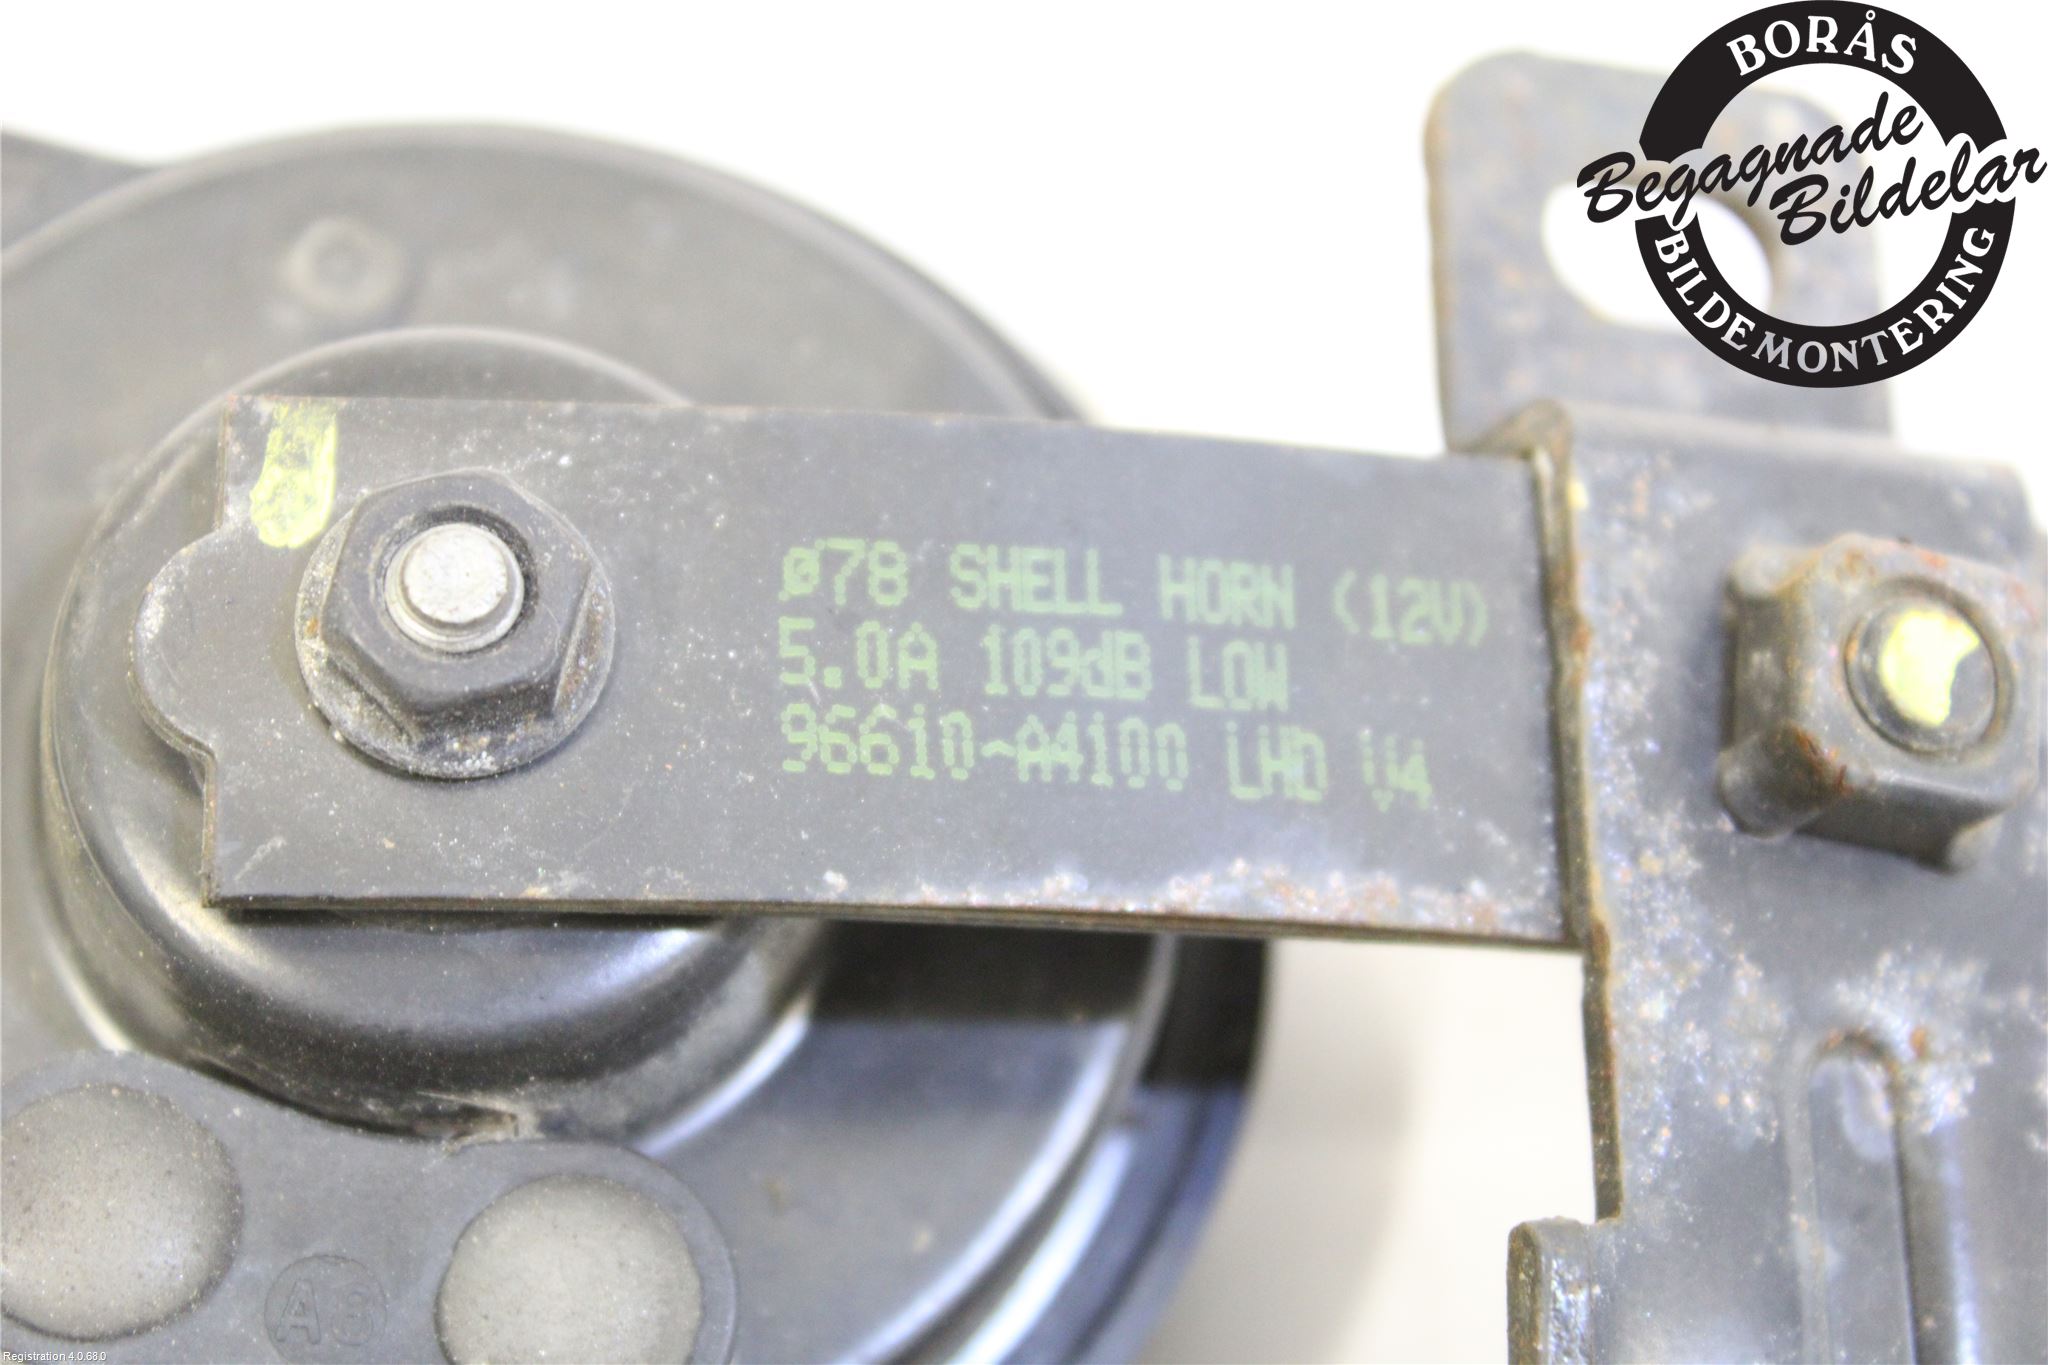 BORÅS
Begagnade
Bildelar
BILDEMONTERING
ø78 SHELL HORN (12V)
5.0A 109dB LOW
96610-A4100 LHD V4
A3
Registration 4.0.68.0